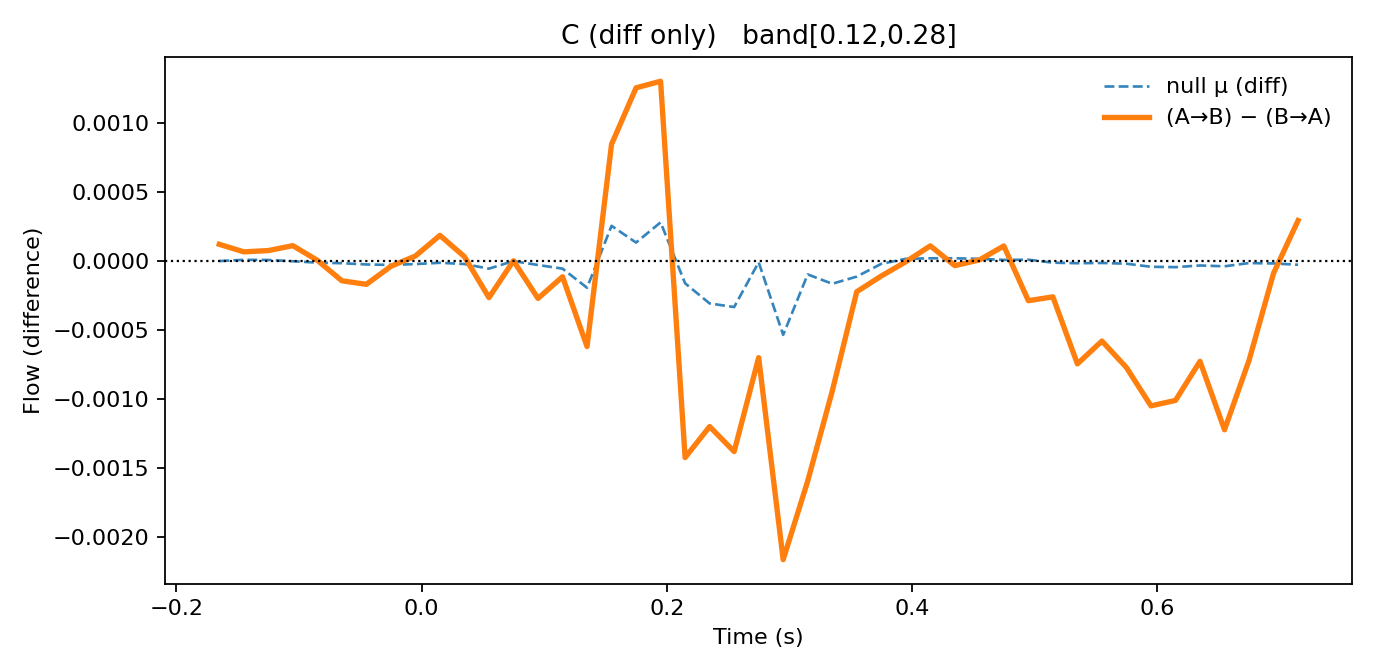 C (diff only)   band[0.12,0.28]
null μ (diff)
(A→B) − (B→A)
0.0010
0.0005
0.0000
−0.0005
−0.0010
−0.0015
−0.0020
Flow (difference)
−0.2
0.0
0.2
0.4
0.6
Time (s)